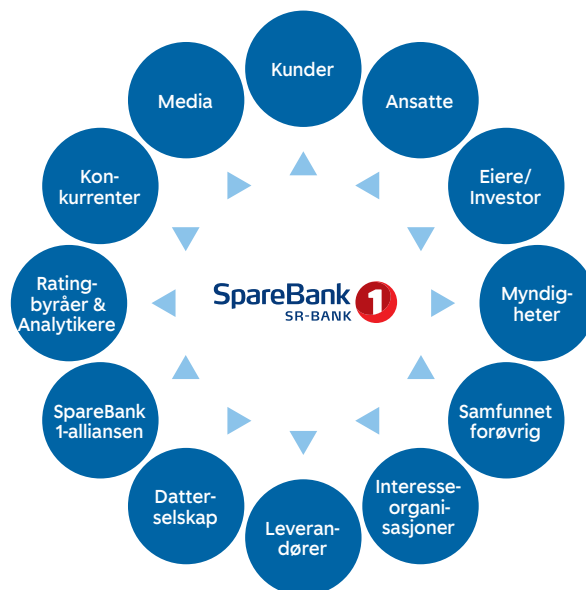 Kunder
Ansatte
Eiere/
Investor
Myndig-
heter
Samfunnet
forøvrig
Interesse-
organi-
sasjoner
Leveran-
dører
Datter-
selskap
SpareBank
1-alliansen
Rating-
byråer &
Analytikere
Kon-
kurrenter
Media
SpareBank 1
SR-BANK